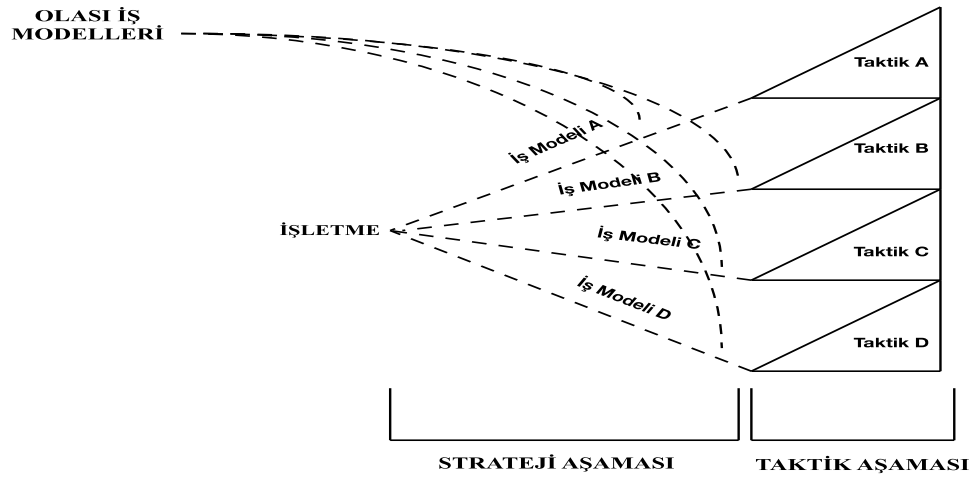 OLASI İŞ
MODELLERİ
Taktik A
İş Modeli A
Taktik B
İş Modeli B
İŞLETME
İş Modeli C
Taktik C
İş Modeli D
Taktik D
STRATEJİ AŞAMASI
TAKTİK AŞAMASI